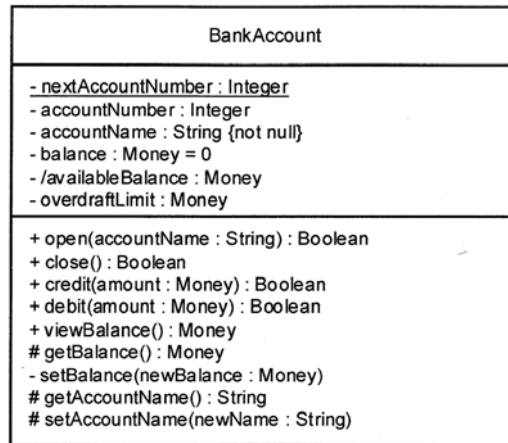 BankAccount
- nextAccountNumber : Integer
- accountNumber : Integer
- accountName : String {not null}
- balance : Money = 0
- /availableBalance : Money
- overdraftLimit : Money
+ open(accountName : String) : Boolean
+ close() : Boolean
+ credit(amount : Money) : Boolean
+ debit(amount : Money) : Boolean
+ viewBalance() : Money
# getBalance() : Money
- setBalance(newBalance : Money)
# getAccountName() : String
# setAccountName(newName : String)